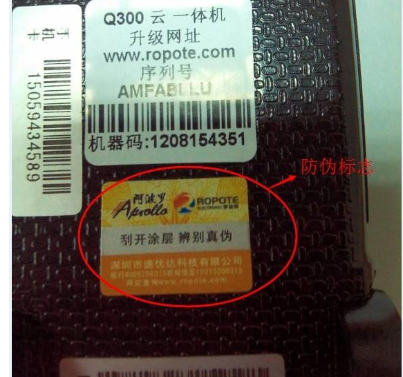 Q300 云 一体机
升级网址
www.ropote.com
序列号
AMFABLLU
机器码:1208154351
手机卡
15059434589
防伪标志
阿波罗
Apollo
ROPOTE
刮开涂层 辨别真伪
深圳市速优达科技有限公司